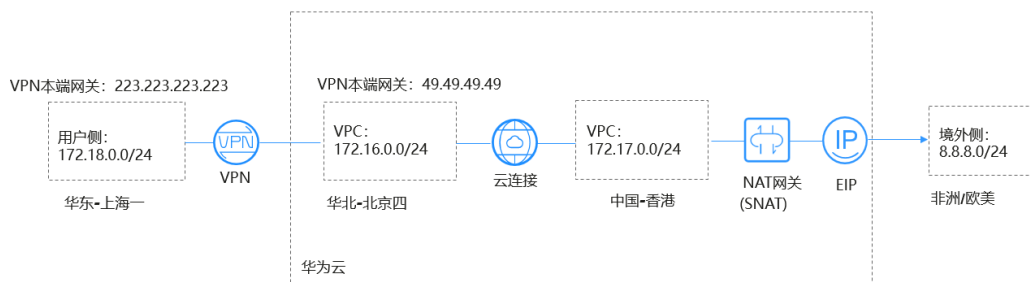 VPN本端网关：223.223.223.223
用户侧：
172.18.0.0/24
华东-上海一
VPN
VPN
VPN本端网关：49.49.49.49
VPC：
172.16.0.0/24
华北-北京四
云连接
VPC：
172.17.0.0/24
中国-香港
NAT网关
(SNAT)
IP
EIP
境外侧：
8.8.8.0/24
非洲/欧美
华为云